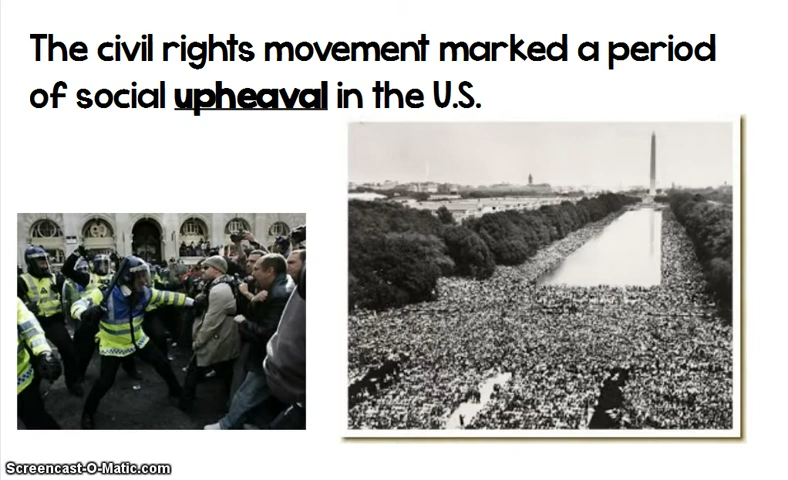 The civil rights movement marked a period
of social upheaval in the U.S.
Screencast-O-Matic.com